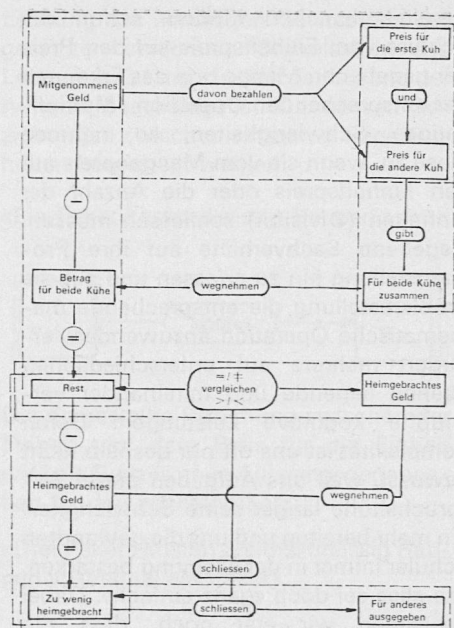 Preis für
die erste Kuh
Mitgenommenes
Geld
davon bezahlen
und
Preis für
die andere Kuh
−
gibt
Betrag
für beide Kühe
wegnehmen
Für beide Kühe
zusammen
=
Rest
= / ‡
vergleichen
> / <
Heimgebrachtes
Geld
−
Heimgebrachtes
Geld
wegnehmen
=
schliessen
Zu wenig
heimgebracht
schliessen
Für anderes
ausgegeben